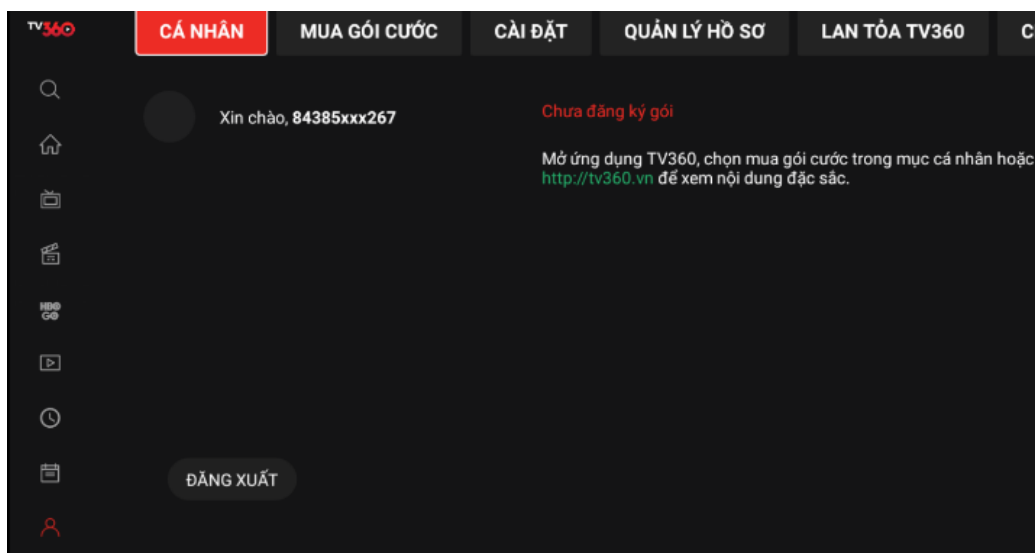 TV360
CÁ NHÂN
MUA GÓI CƯỚC
CÀI ĐẶT
QUẢN LÝ HỒ SƠ
LAN TỎA TV360
C
Xin chào, 84385xxx267
Chưa đăng ký gói
Mở ứng dụng TV360, chọn mua gói cước trong mục cá nhân hoặc
http://tv360.vn để xem nội dung đặc sắc.
HBO
GO
ĐĂNG XUẤT